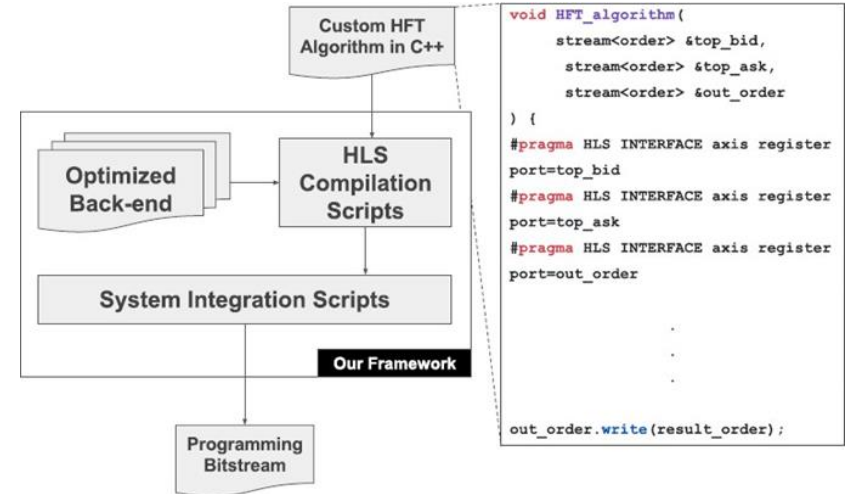 Custom HFT
Algorithm in C++
Optimized
Back-end
HLS
Compilation
Scripts
System Integration Scripts
Our Framework
Programming
Bitstream
void HFT_algorithm(
stream<order> &top_bid,
stream<order> &top_ask,
stream<order> &out_order
) {
#pragma HLS INTERFACE axis register
port=top_bid
#pragma HLS INTERFACE axis register
port=top_ask
#pragma HLS INTERFACE axis register
port=out_order
.
.
.
out_order.write(result_order);